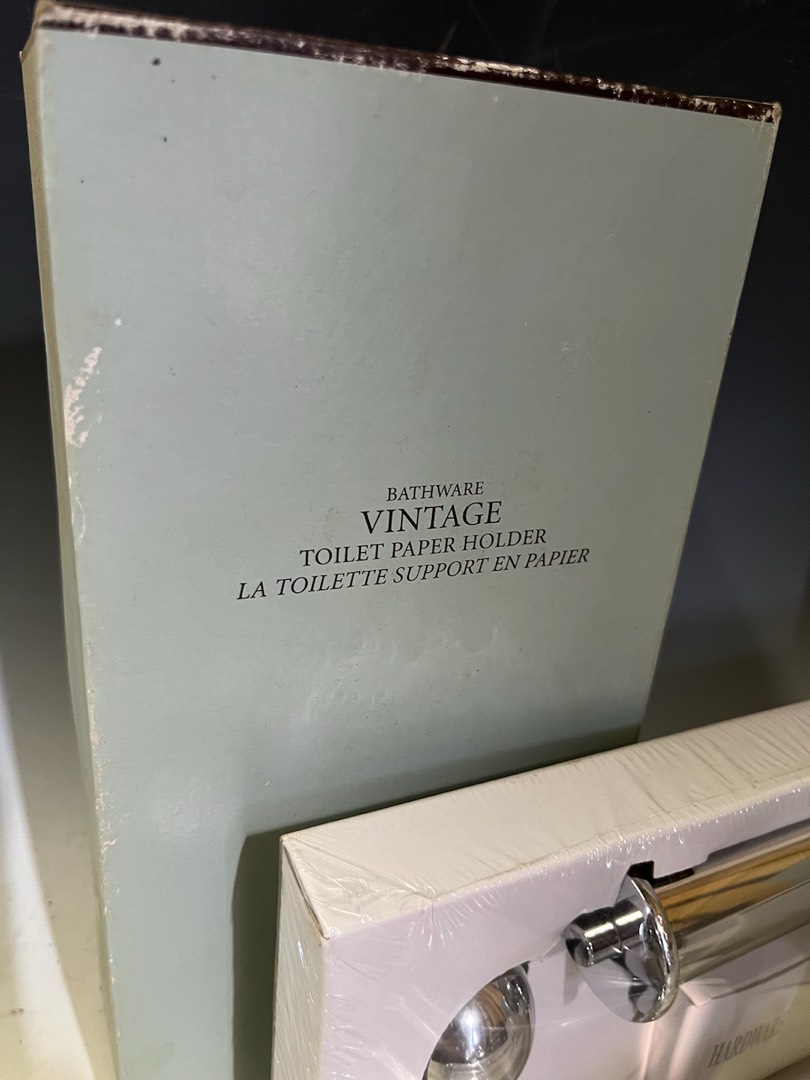 BATHWARE
VINTAGE
TOILET PAPER HOLDER
LA TOILETTE SUPPORT EN PAPIER